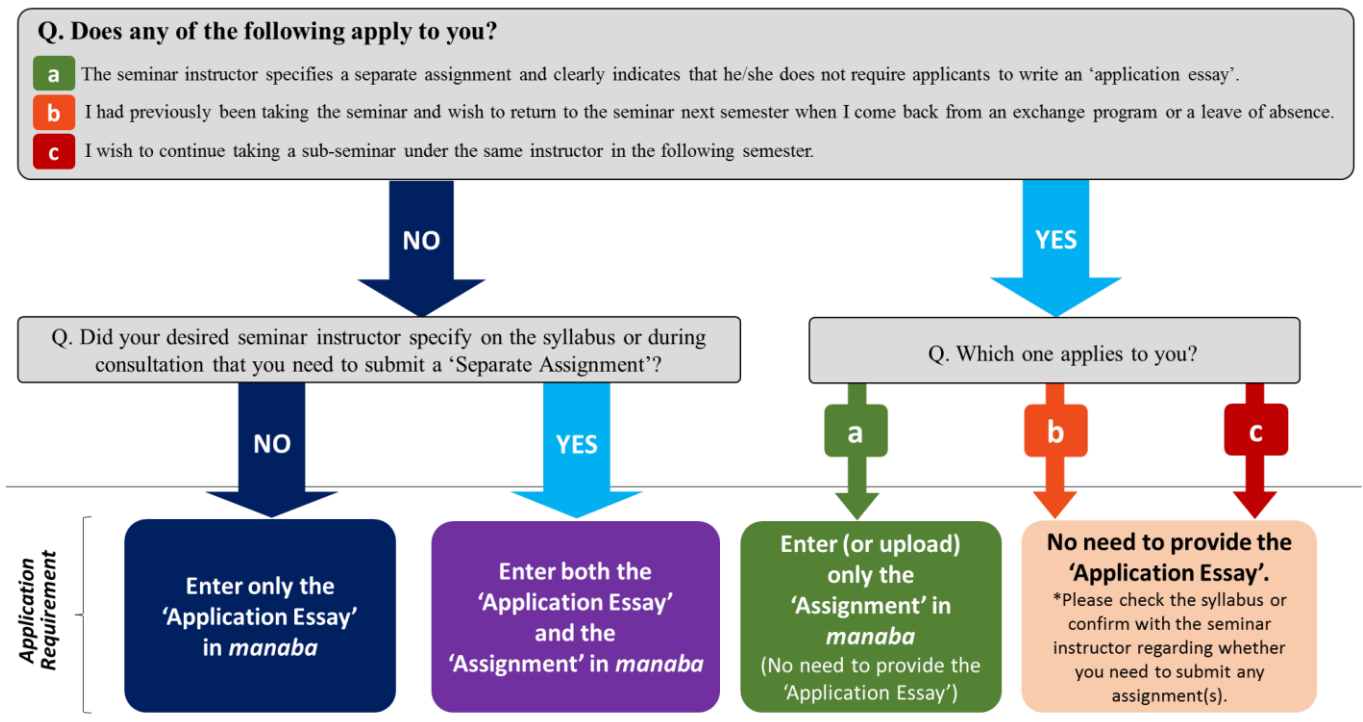 Q. Does any of the following apply to you?
a The seminar instructor specifies a separate assignment and clearly indicates that he/she does not require applicants to write an ‘application essay’.
b I had previously been taking the seminar and wish to return to the seminar next semester when I come back from an exchange program or a leave of absence.
c I wish to continue taking a sub-seminar under the same instructor in the following semester.
NO
YES
Q. Did your desired seminar instructor specify on the syllabus or during
consultation that you need to submit a ‘Separate Assignment’?
Q. Which one applies to you?
NO
YES
a
b
c
Application
Requirement
Enter only the
‘Application Essay’
in manaba
Enter both the
‘Application Essay’
and the
‘Assignment’ in manaba
Enter (or upload)
only the
‘Assignment’ in
manaba
(No need to provide the
‘Application Essay’)
No need to provide the
‘Application Essay’.
*Please check the syllabus or
confirm with the seminar
instructor regarding whether
you need to submit any
assignment(s).